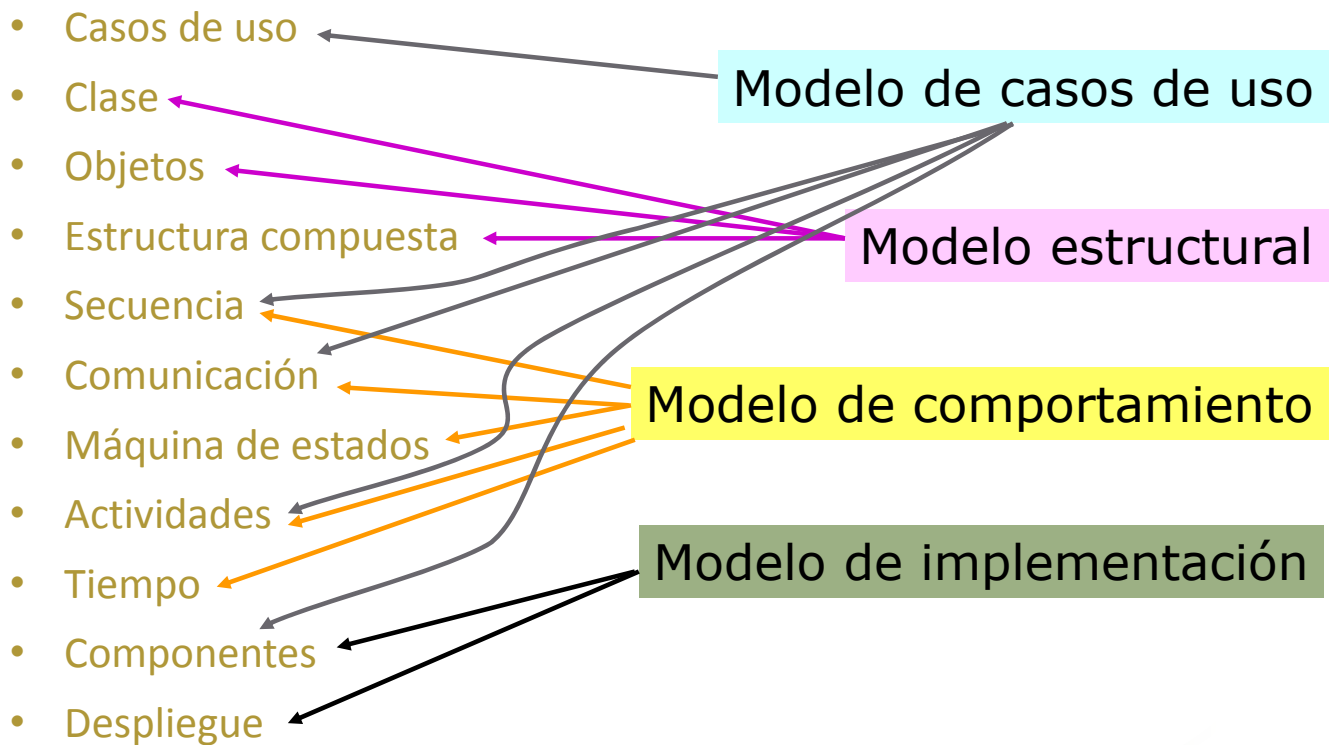 • Casos de uso
• Clase
• Objetos
• Estructura compuesta
• Secuencia
• Comunicación
• Máquina de estados
• Actividades
• Tiempo
• Componentes
• Despliegue
Modelo de casos de uso
Modelo estructural
Modelo de comportamiento
Modelo de implementación